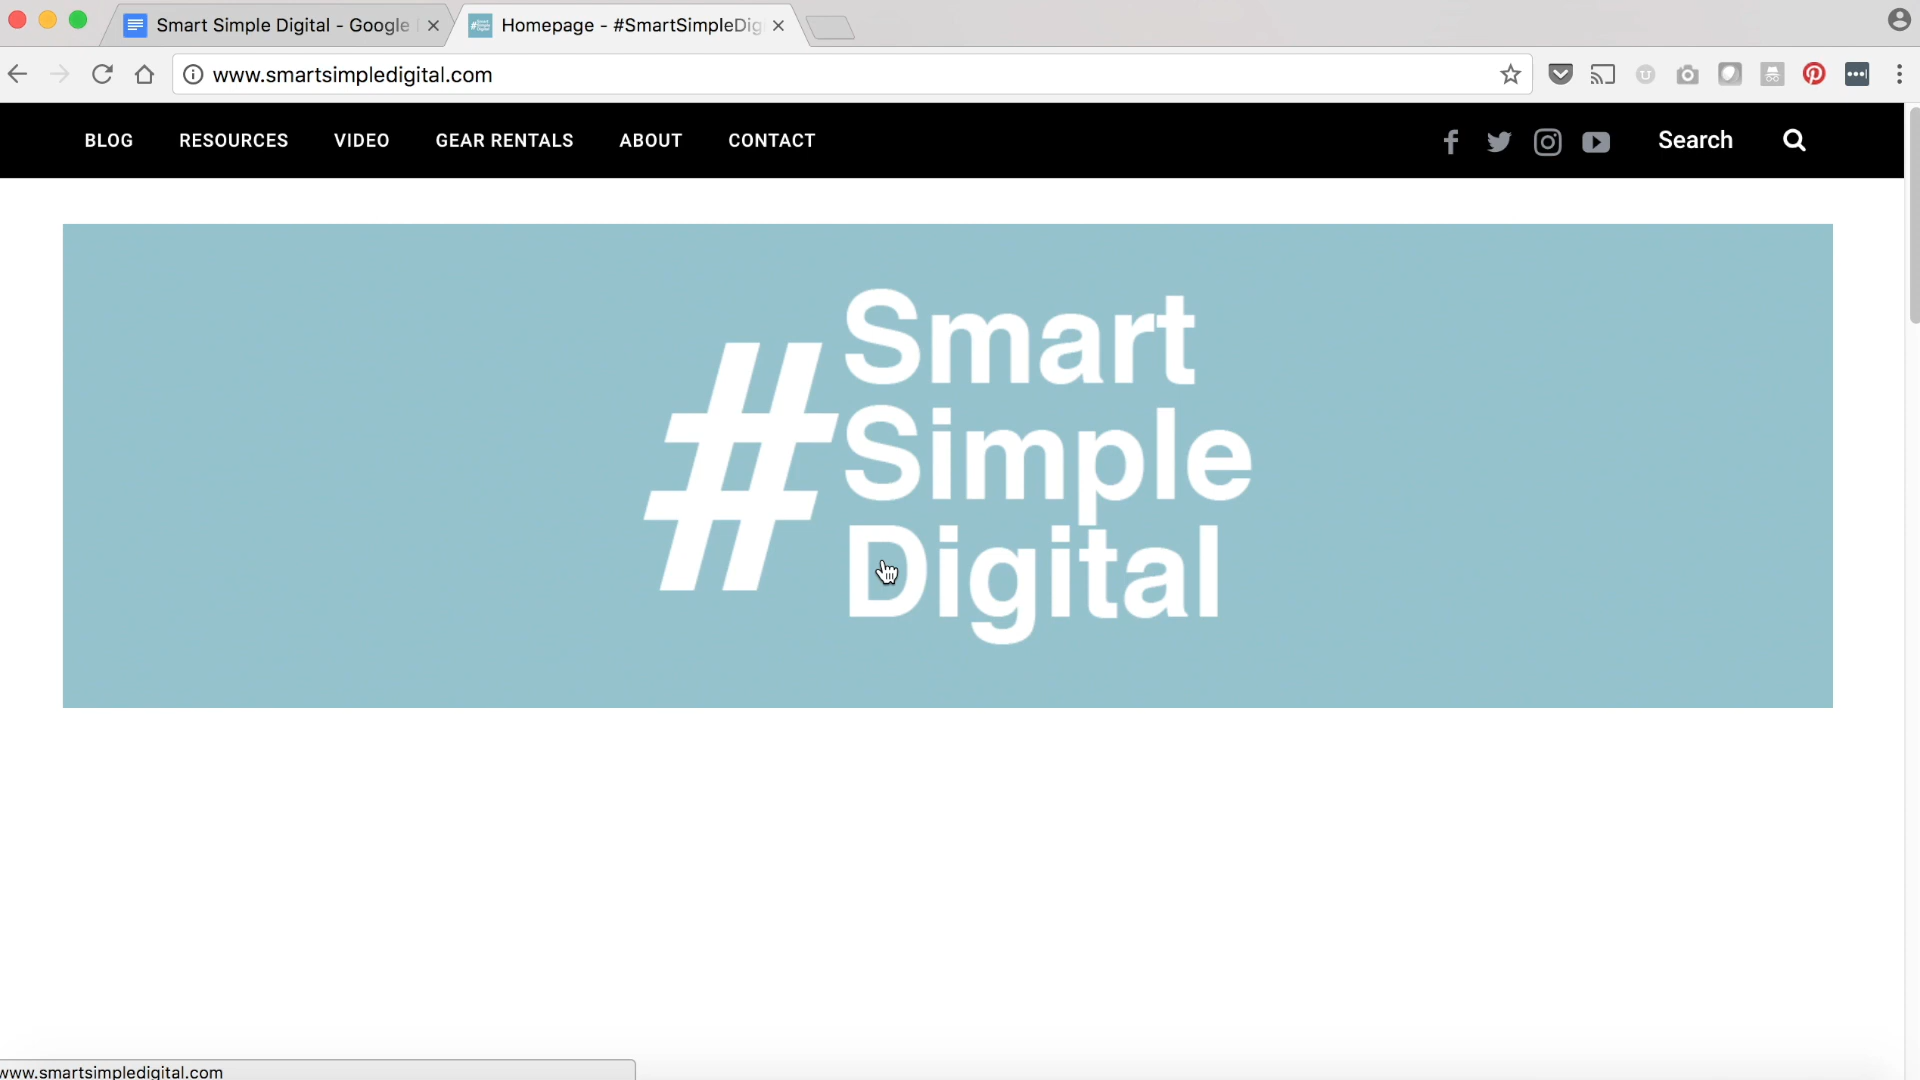 Smart Simple Digital - Google
Homepage - #SmartSimpleDig
www.smartsimpledigital.com
BLOG RESOURCES VIDEO GEAR RENTALS ABOUT CONTACT Search
#
Smart
Simple
Digital
www.smartsimpledigital.com